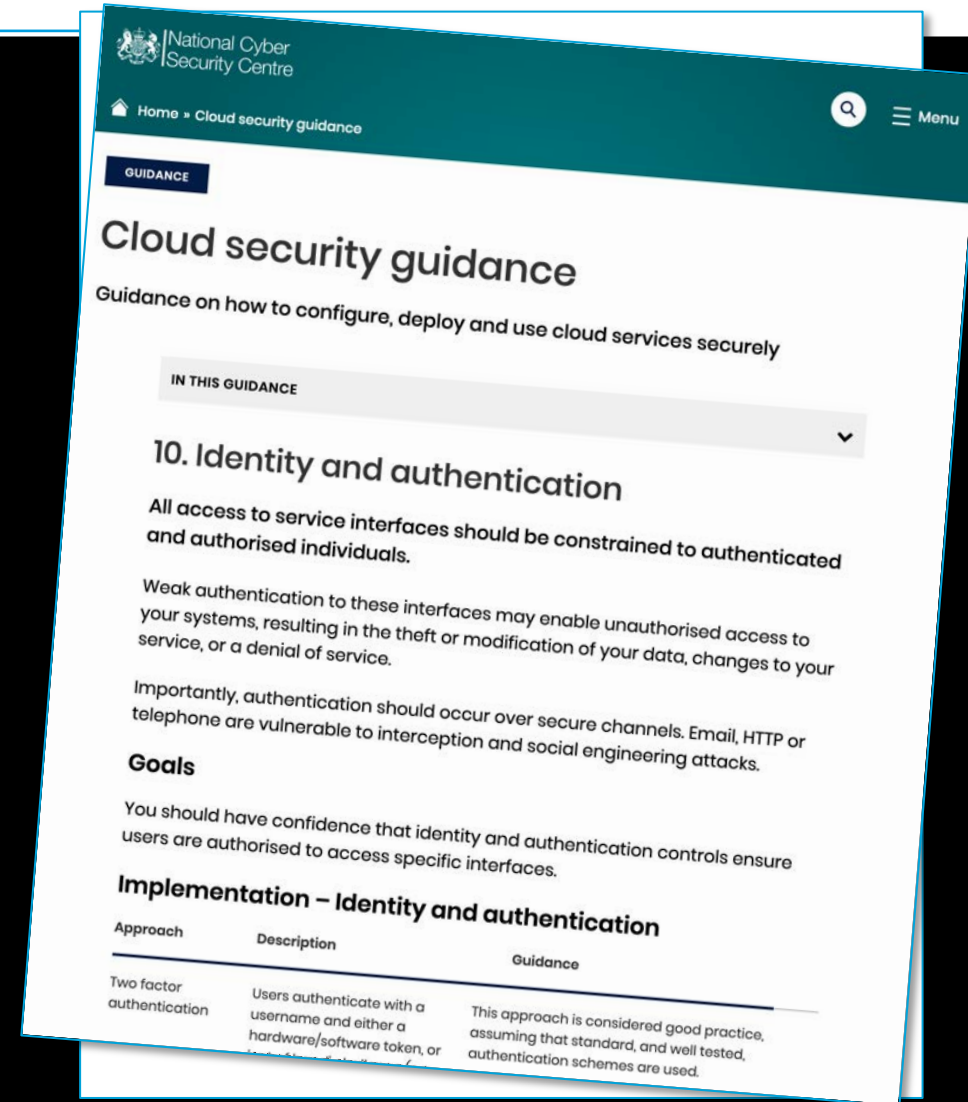 National Cyber
Security Centre
Home » Cloud security guidance
Menu
GUIDANCE
Cloud security guidance
Guidance on how to configure, deploy and use cloud services securely
IN THIS GUIDANCE
10. Identity and authentication
All access to service interfaces should be constrained to authenticated
and authorised individuals.
Weak authentication to these interfaces may enable unauthorised access to
your systems, resulting in the theft or modification of your data, changes to your
service, or a denial of service.
Importantly, authentication should occur over secure channels. Email, HTTP or
telephone are vulnerable to interception and social engineering attacks.
Goals
You should have confidence that identity and authentication controls ensure
users are authorised to access specific interfaces.
Implementation – Identity and authentication
Approach Description Guidance
Two factor
authentication
Users authenticate with a
username and either a
hardware/software token, or
This approach is considered good practice,
assuming that standard, and well tested,
authentication schemes are used.